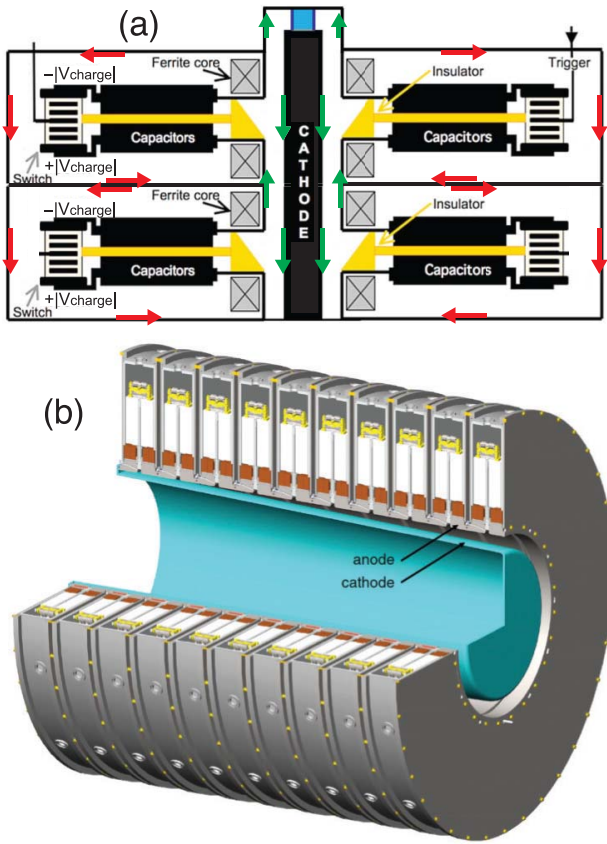 (a)
Ferrite core
−|Vcharge|
Insulator
Trigger
Capacitors
Capacitors
Switch
+|Vcharge|
CATHODE
Ferrite core
−|Vcharge|
Insulator
Capacitors
Capacitors
Switch
+|Vcharge|
(b)
anode
cathode